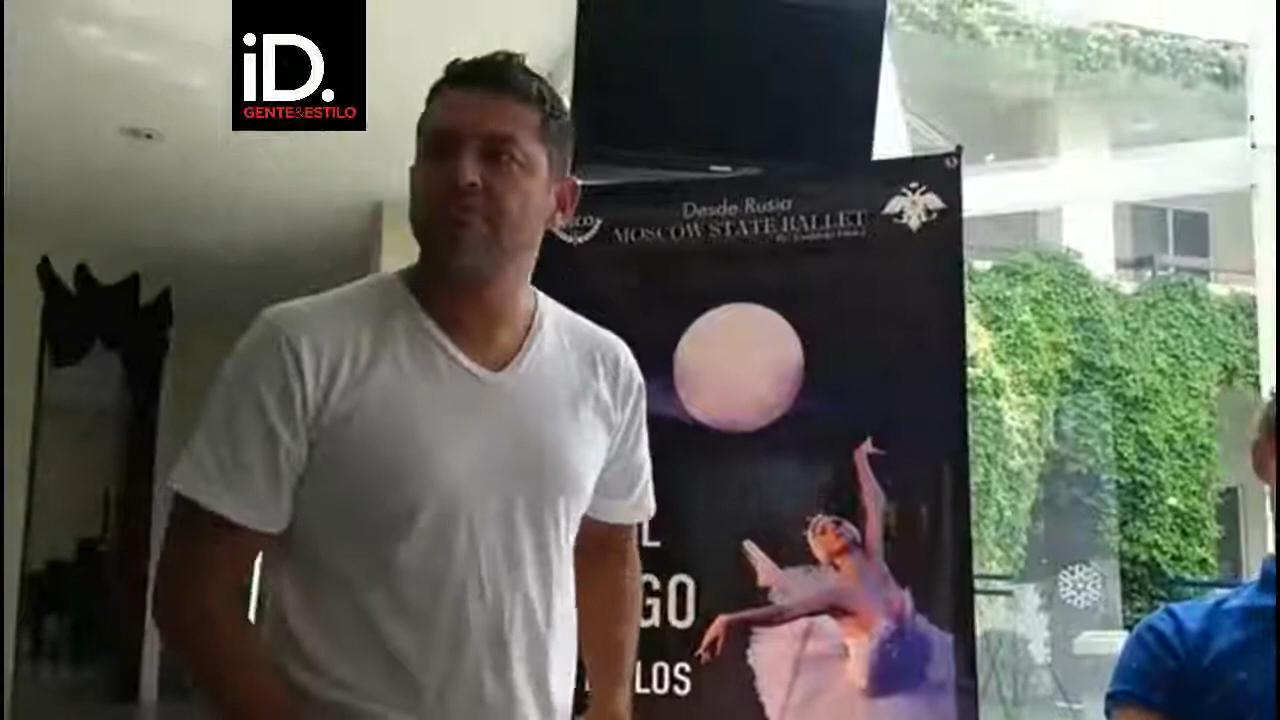 iD.
GENTE&ESTILO
Desde Rusia
MOSCOW STATE BALLET
L
GO
LOS